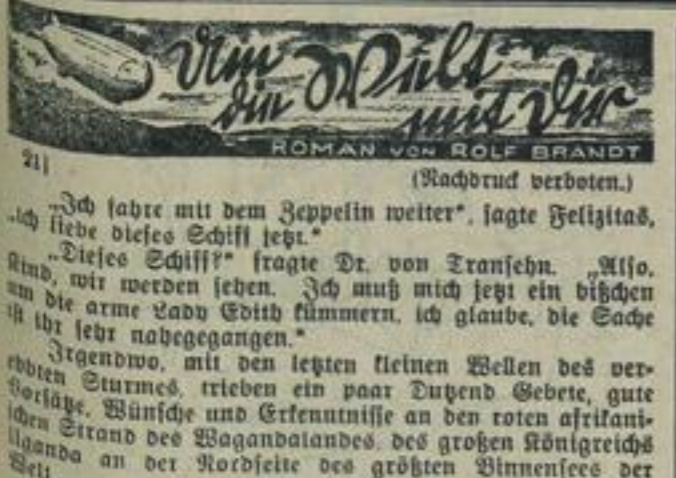 Um die Welt
mit Dir
ROMAN VON ROLF BRANDT
21)
(Nachdruck verboten.)
„Ich fahre mit dem Zeppelin weiter“, sagte Felizitas,
„ich liebe dieses Schiff jetzt.“
„Dieses Schiff?“ fragte Dr. von Transehn. „Also,
Kind, wir werden sehen. Ich muß mich jetzt ein bißchen
um die arme Lady Edith kümmern, ich glaube, die Sache
ist ihr sehr nahegegangen.“
Irgendwo, mit den letzten kleinen Wellen des ver-
ebbten Sturmes, trieben ein paar Dutzend Gebete, gute
Vorsätze, Wünsche und Erkenntnisse an den roten afrikani-
schen Strand des Wagandalandes, des großen Königreichs
Uganda an der Nordseite des größten Binnensees der
Welt